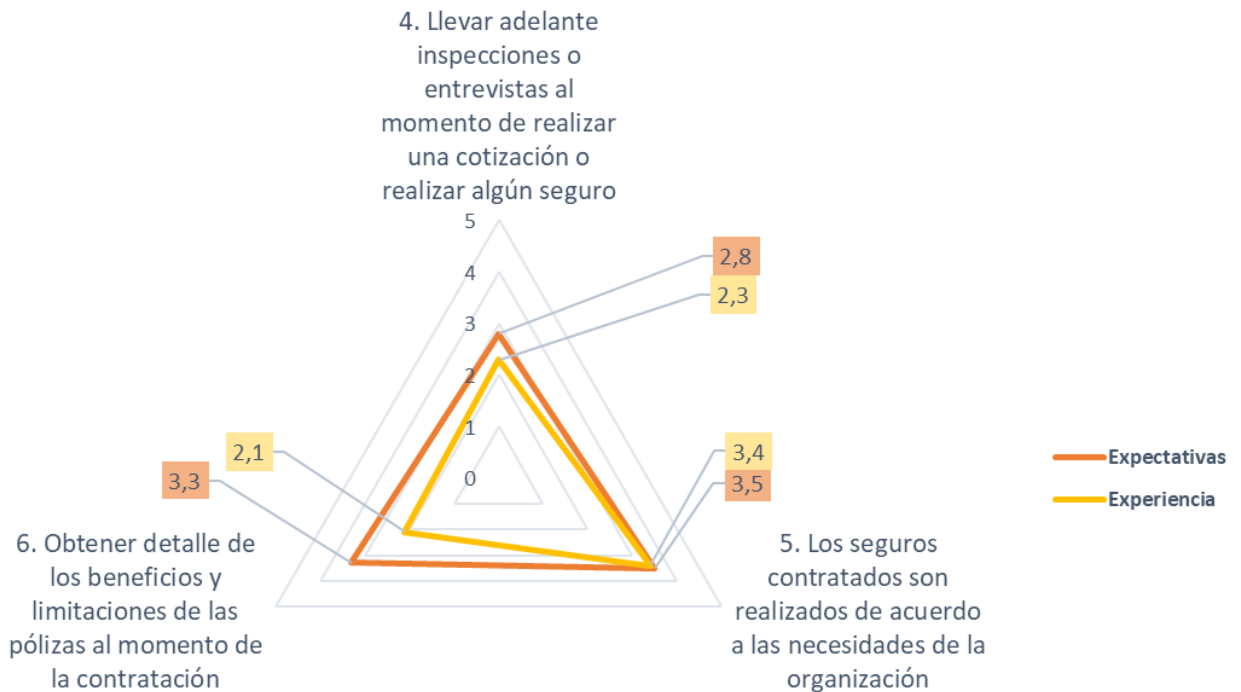 4. Llevar adelante
inspecciones o
entrevistas al
momento de realizar
una cotización o
realizar algún seguro
5
4
3
2
1
0
2,8
2,3
3,4
3,5
2,1
3,3
Expectativas
Experiencia
6. Obtener detalle de
los beneficios y
limitaciones de las
pólizas al momento de
la contratación
5. Los seguros
contratados son
realizados de acuerdo
a las necesidades de la
organización